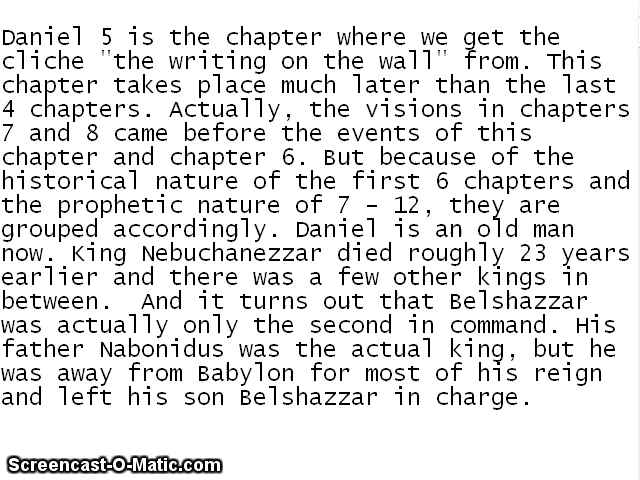 Daniel 5 is the chapter where we get the
cliche "the writing on the wall" from. This
chapter takes place much later than the last
4 chapters. Actually, the visions in chapters
7 and 8 came before the events of this
chapter and chapter 6. But because of the
historical nature of the first 6 chapters and
the prophetic nature of 7 – 12, they are
grouped accordingly. Daniel is an old man
now. King Nebuchanezzar died roughly 23 years
earlier and there was a few other kings in
between.  And it turns out that Belshazzar
was actually only the second in command. His
father Nabonidus was the actual king, but he
was away from Babylon for most of his reign
and left his son Belshazzar in charge.
Screencast-O-Matic.com